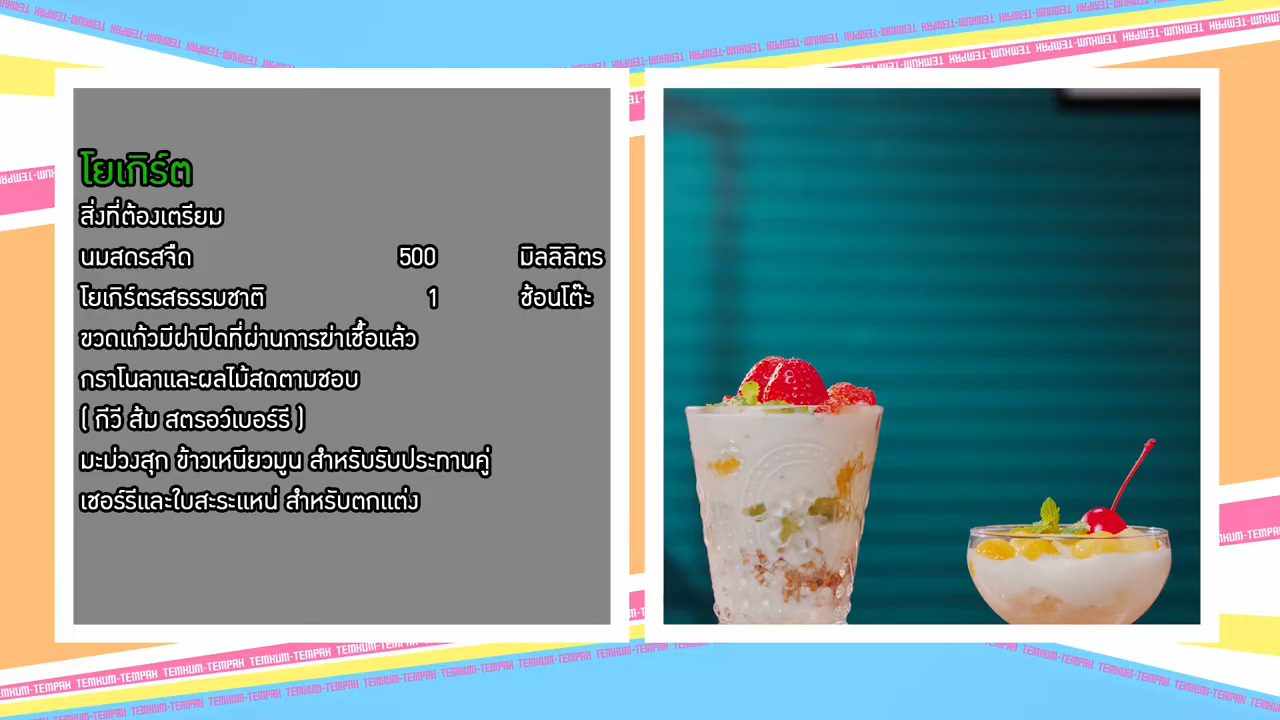 โยเกิร์ต
สิ่งที่ต้องเตรียม
นมสดรสจืด 500 มิลลิลิตร
โยเกิร์ตรสธรรมชาติ 1 ช้อนโต๊ะ
ขวดแก้วมีฝาปิดที่ผ่านการฆ่าเชื้อแล้ว
กราโนลาและผลไม้สดตามชอบ
( กีวี ส้ม สตรอว์เบอร์รี )
มะม่วงสุก ข้าวเหนียวมูน สำหรับรับประทานคู่
เชอร์รีและใบสะระแหน่ สำหรับตกแต่ง
TEMHUM-TEMPAH TEMHUM-TEMPAH TEMHUM-TEMPAH TEMHUM-TEMPAH